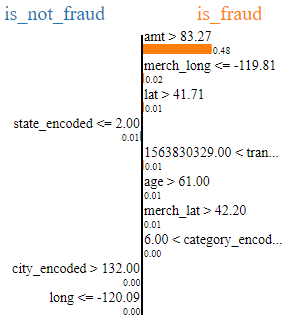 is_not_fraud is_fraud
amt > 83.27
0.48
merch_long <= -119.81
0.02
lat > 41.71
0.01
state_encoded <= 2.00
0.01
1563830329.00 < tran...
0.01
age > 61.00
0.01
merch_lat > 42.20
0.01
6.00 < category_encod...
0.00
city_encoded > 132.00
0.00
long <= -120.09
0.00